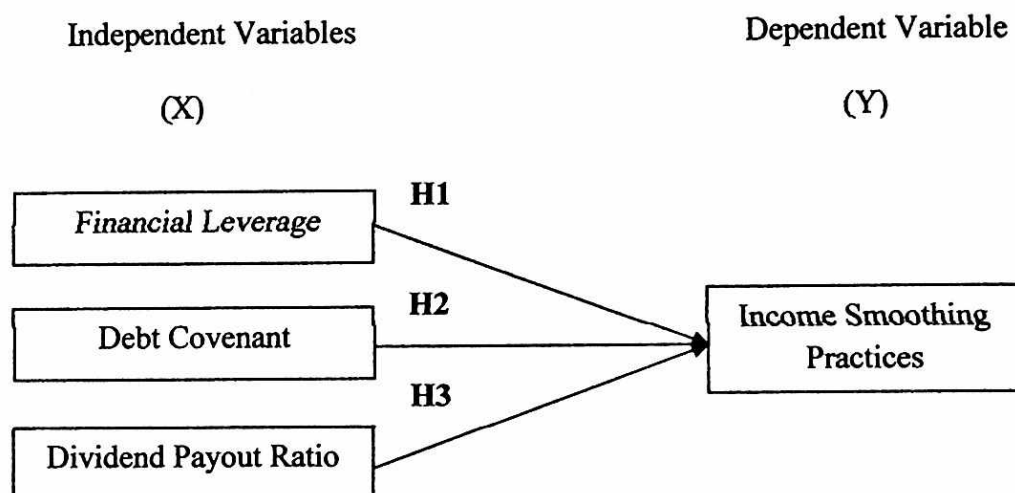 Independent Variables
(X)
Dependent Variable
(Y)
H1
Financial Leverage
H2
Debt Covenant
Income Smoothing
Practices
H3
Dividend Payout Ratio